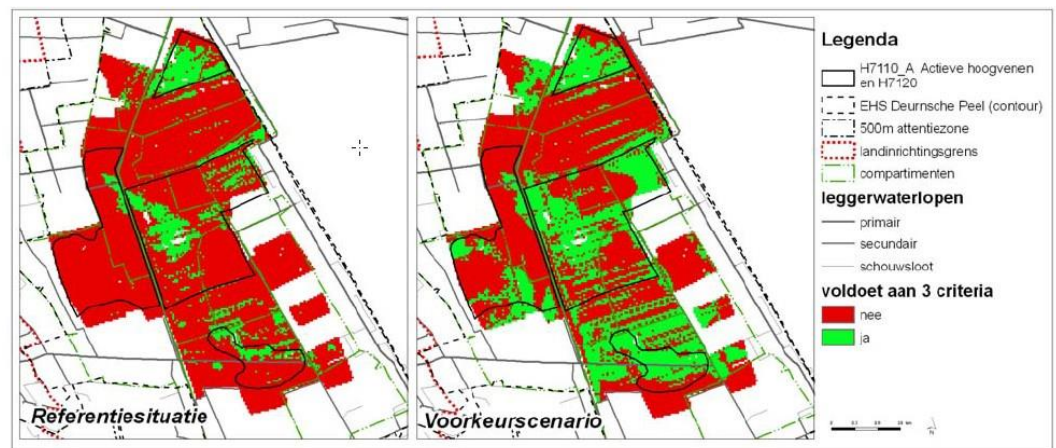 Referentiesituatie
Voorkeurscenario
Legenda
H7110_A Actieve hoogvenen
en H7120
EHS Deurnsche Peel (contour)
500m attentiezone
landinrichtingsgrens
compartimenten
leggerwaterlopen
primair
secundair
schouwsloot
voldoet aan 3 criteria
nee
ja